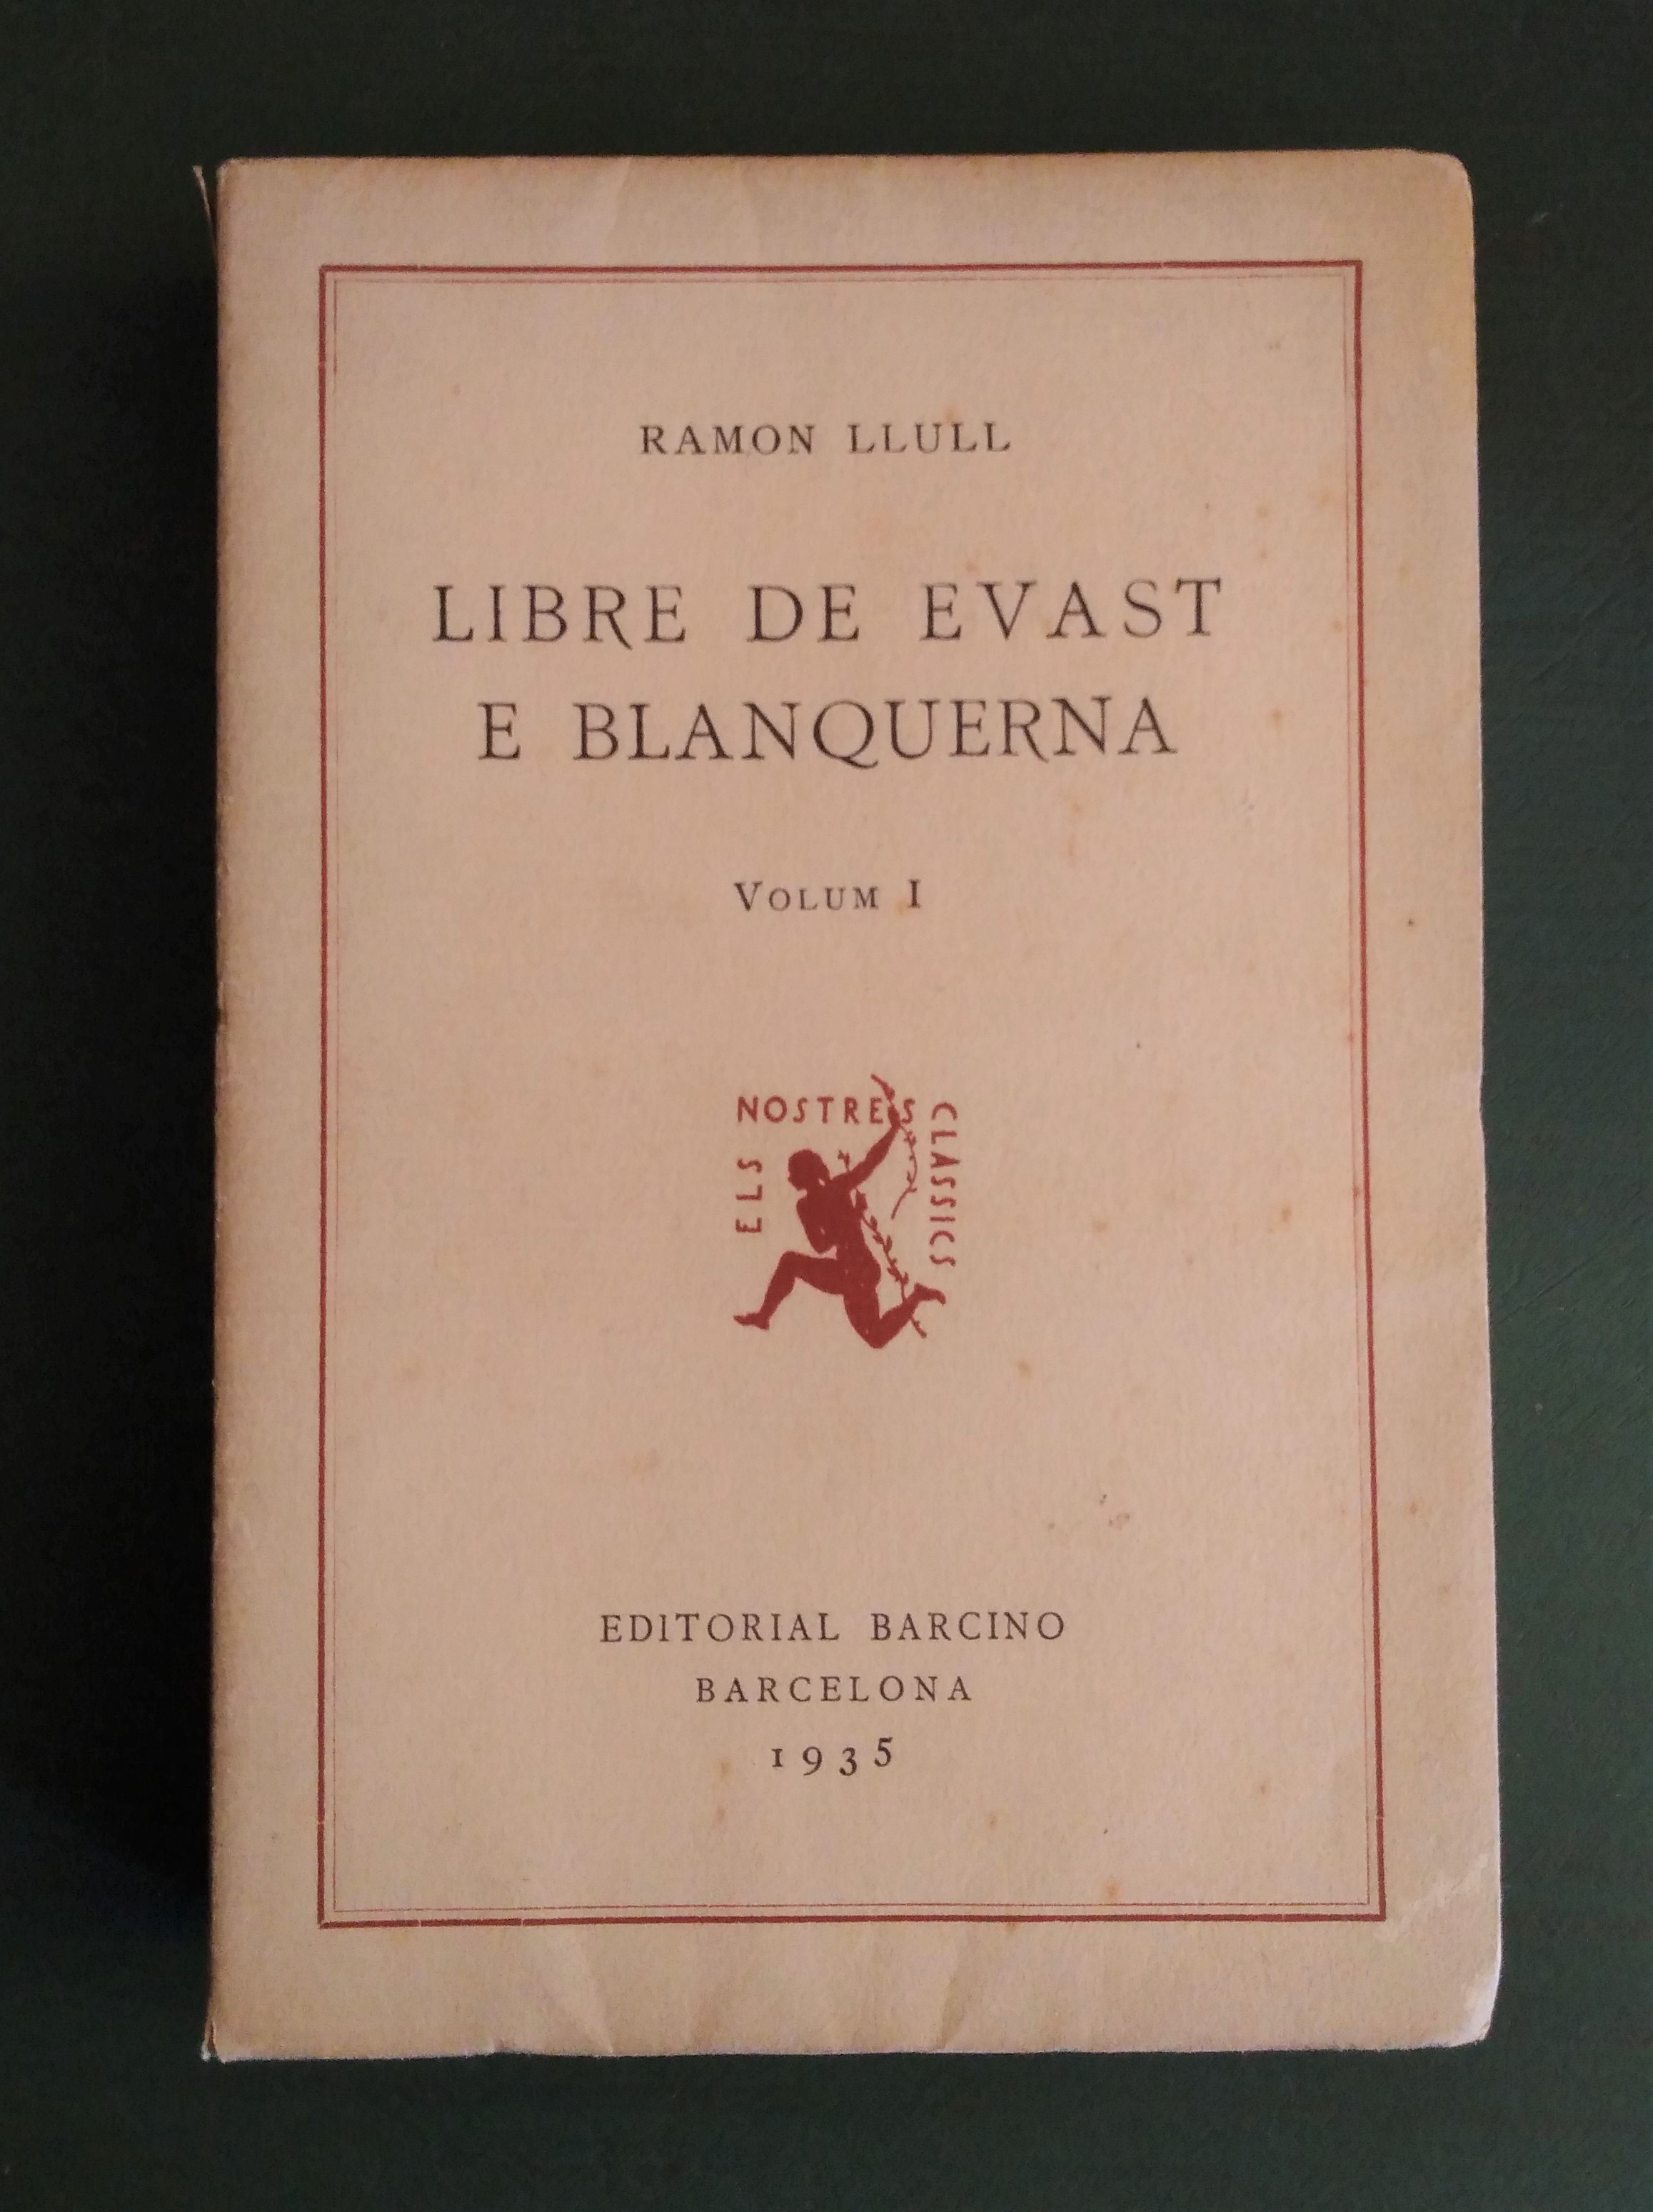 RAMON LLULL
LIBRE DE EVAST
E BLANQUERNA
VOLUM I
ELS
NOSTRES
CLASSICS
EDITORIAL BARCINO
BARCELONA
1935